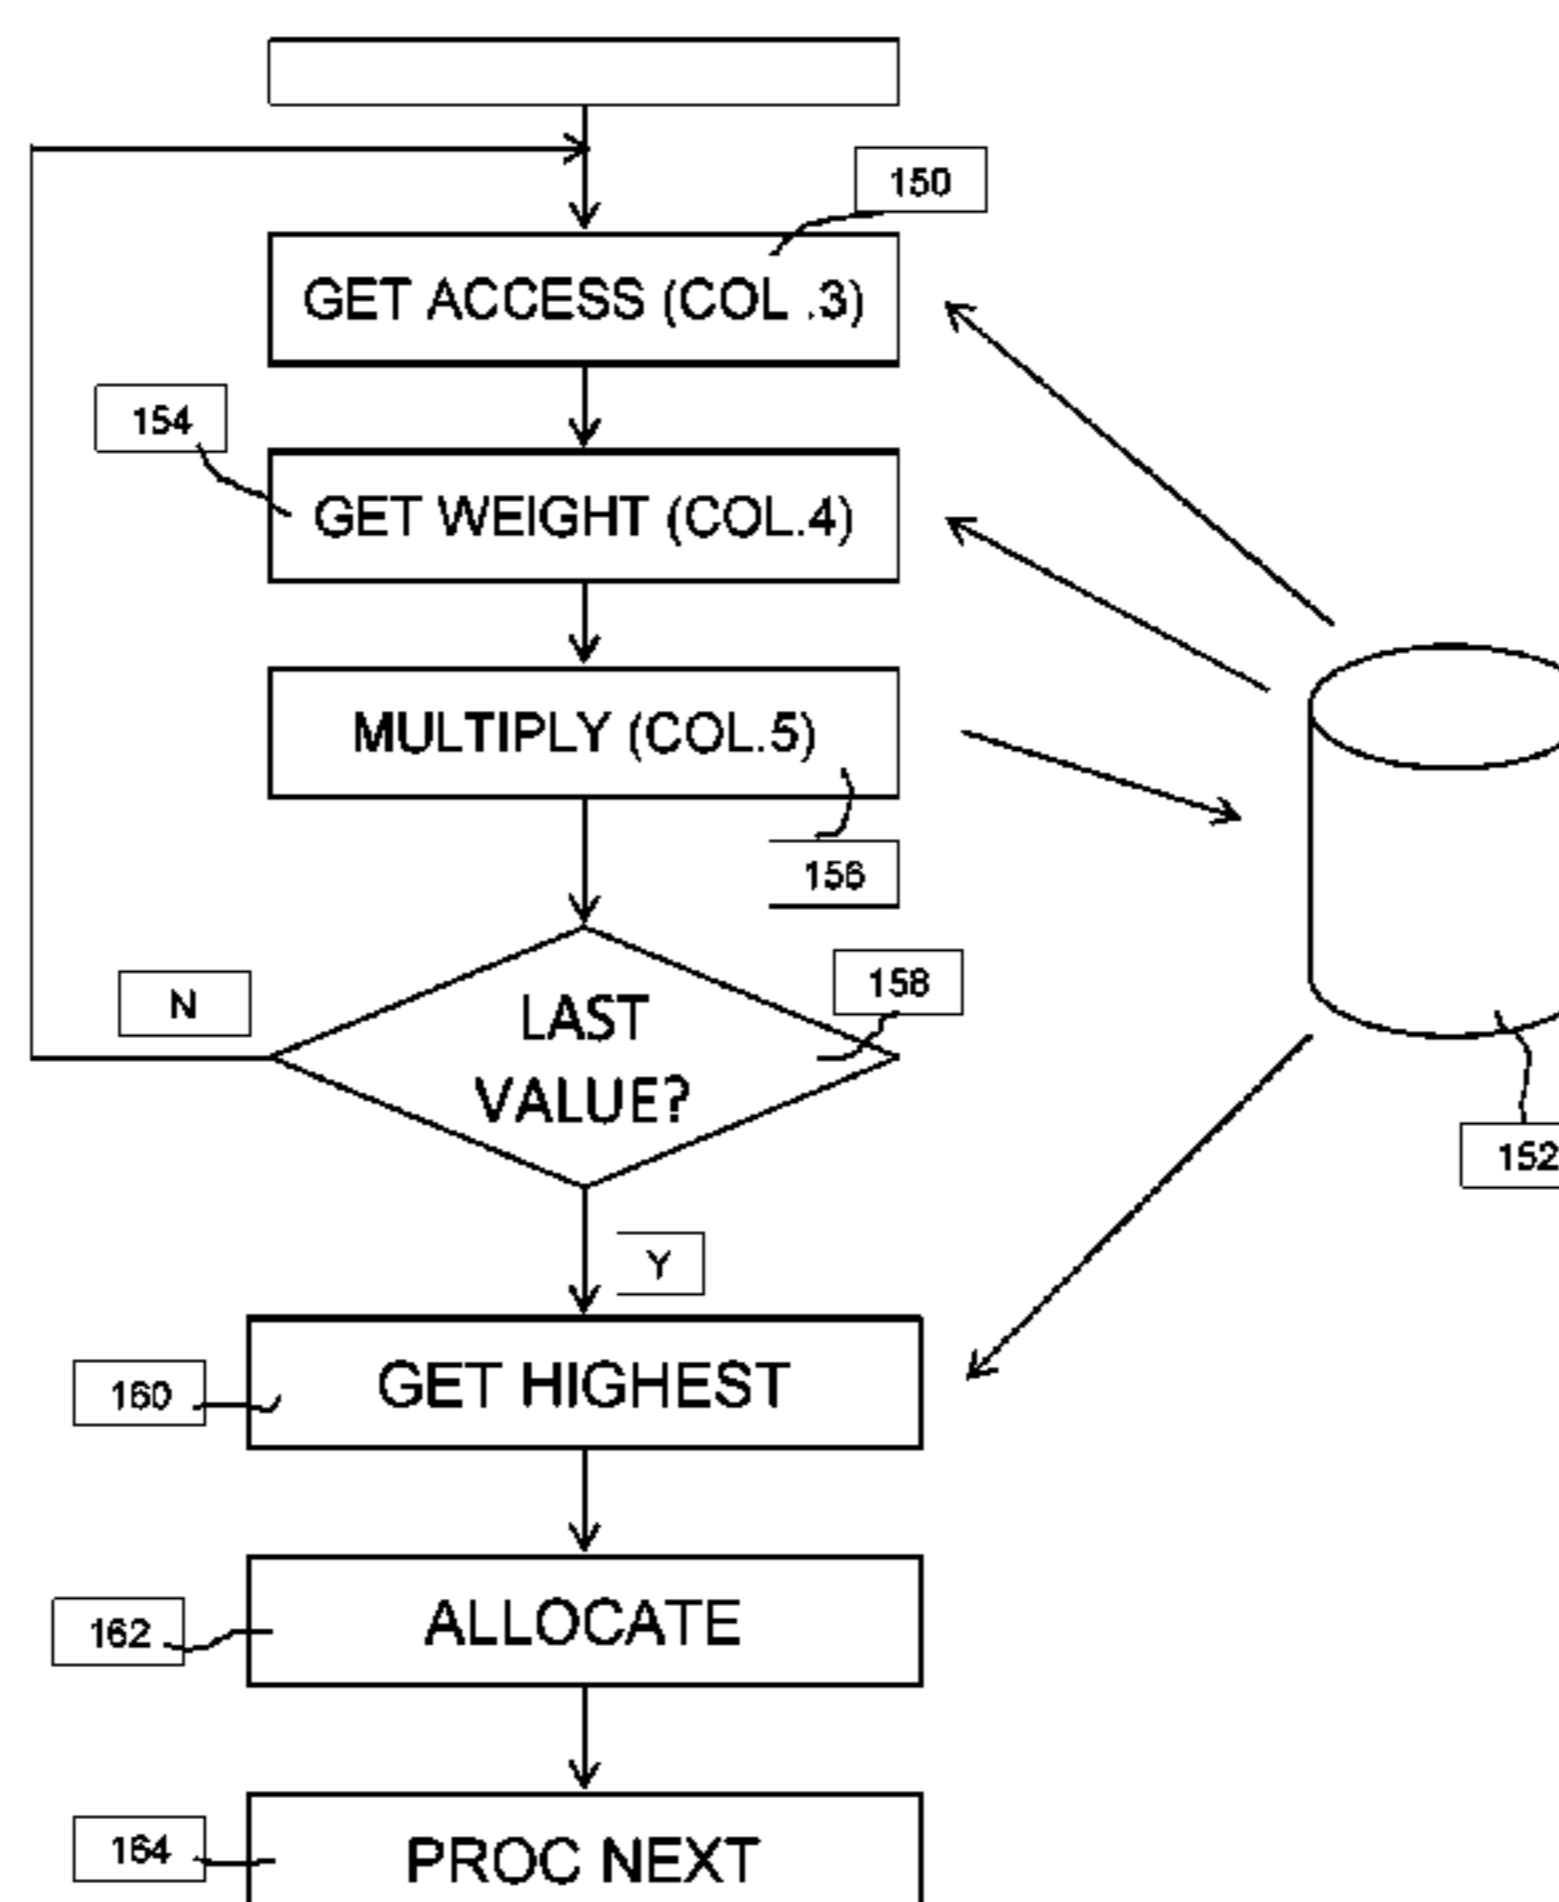 150
GET ACCESS (COL .3)
154
GET WEIGHT (COL.4)
MULTIPLY (COL.5)
156
158
N
LAST
VALUE?
152
Y
GET HIGHEST
160
ALLOCATE
162
PROC NEXT
164